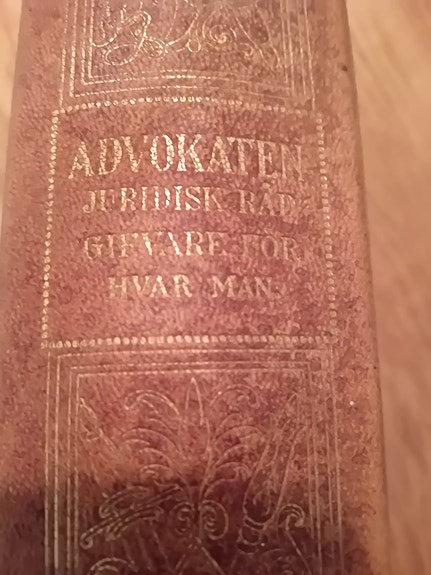 ADVOKATEN
JURIDISK RÅD-
GIFVARE FÖR
HVAR MAN.